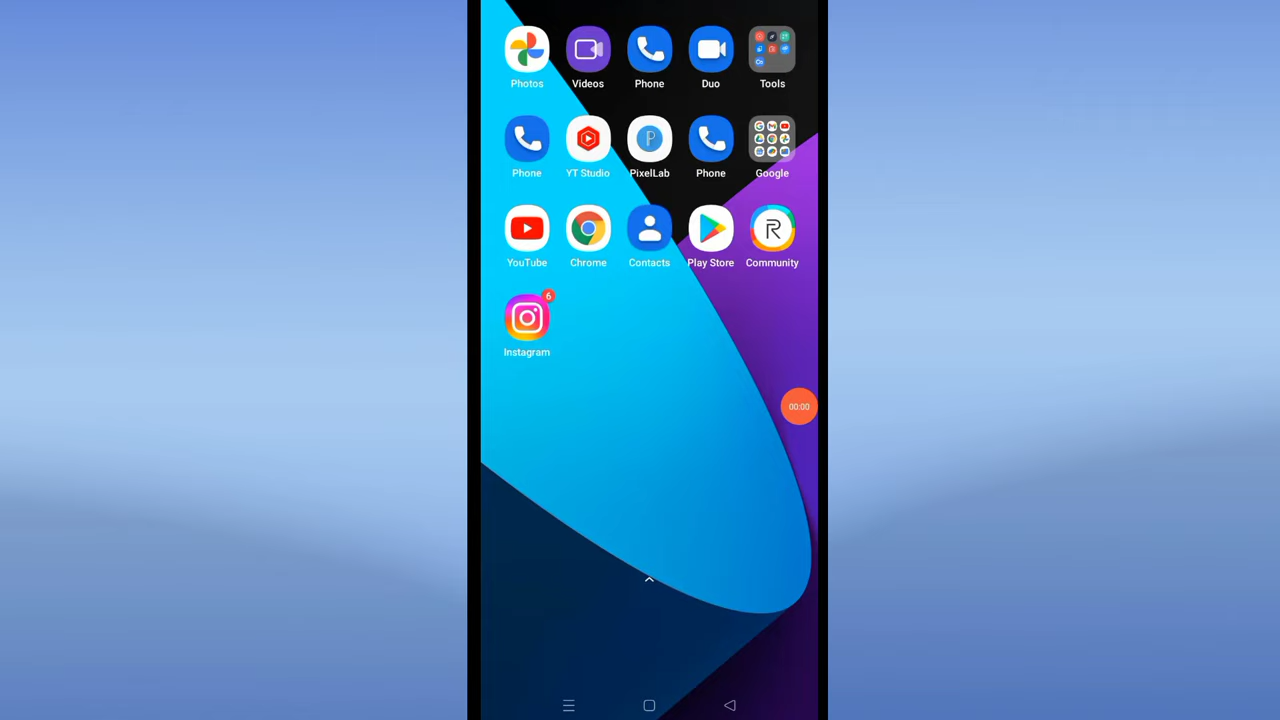 Photos Videos Phone Duo Tools
Phone YT Studio PixelLab Phone Google
YouTube Chrome Contacts Play Store Community
6
Instagram
00:00